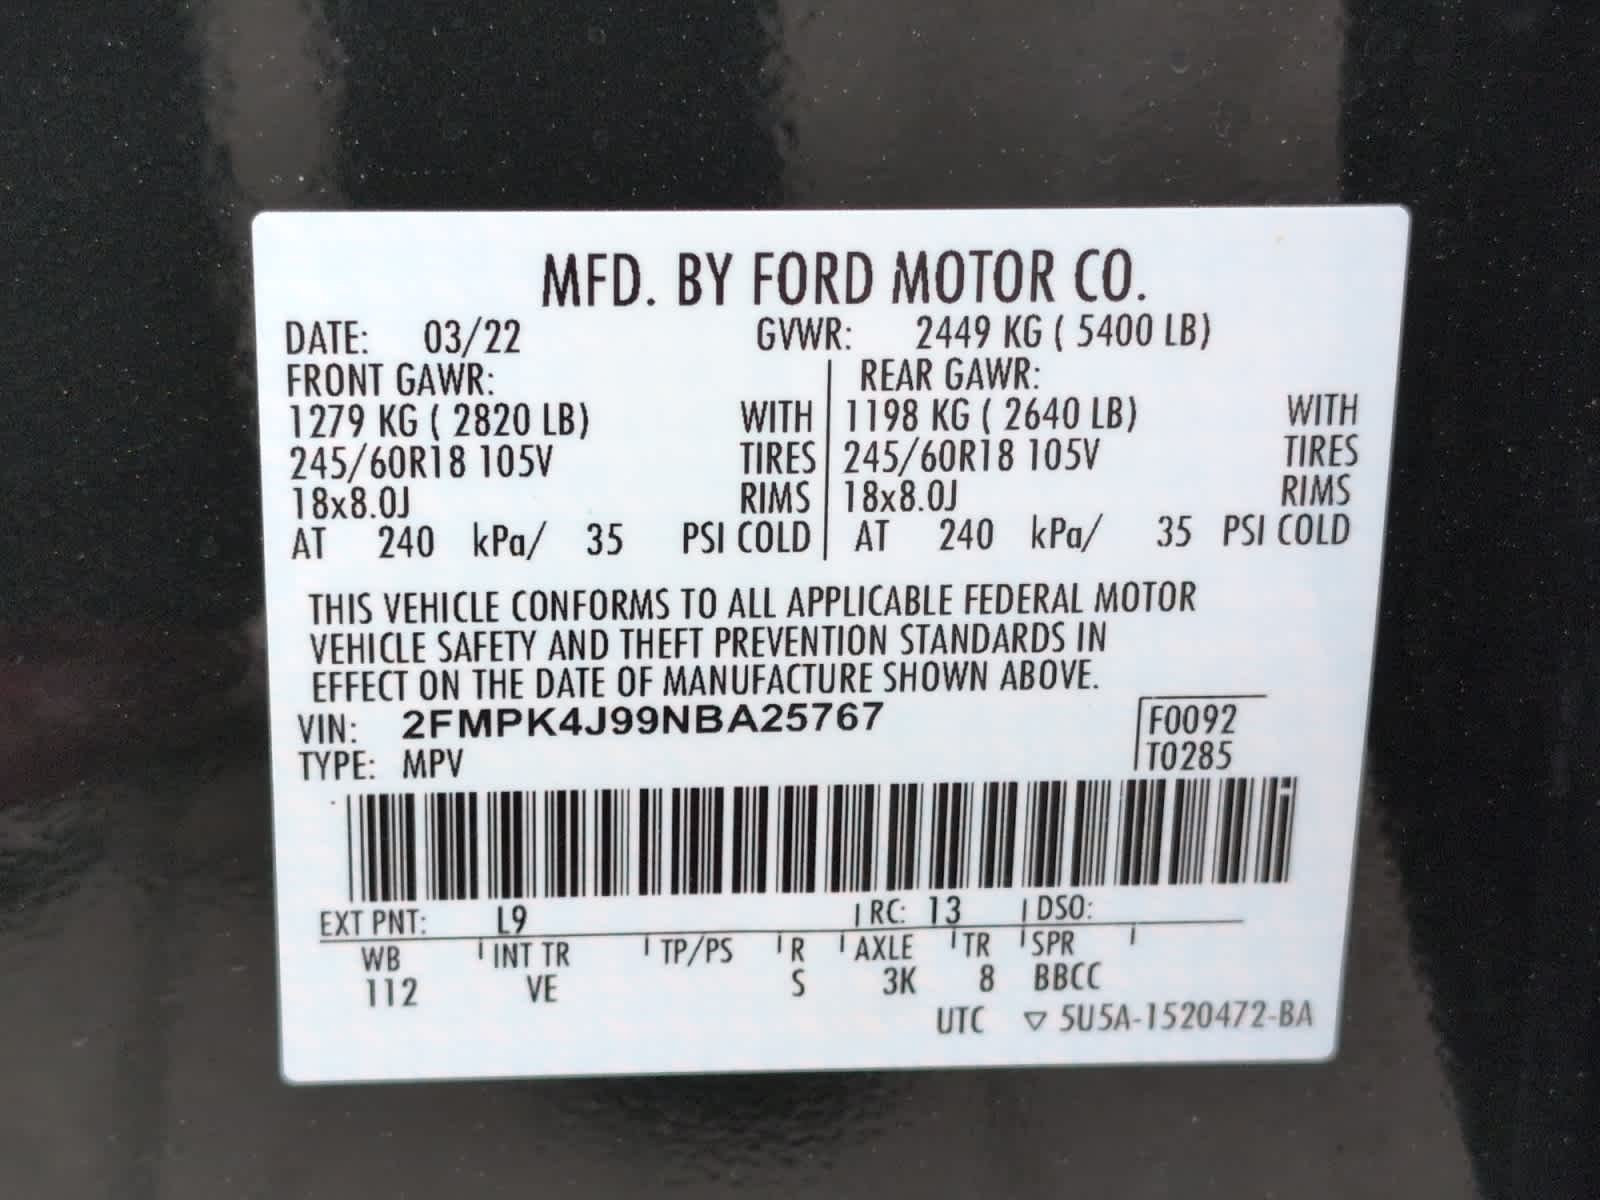 MFD. BY FORD MOTOR CO.
DATE: 03/22 GVWR: 2449 KG ( 5400 LB)
FRONT GAWR: REAR GAWR:
1279 KG ( 2820 LB) WITH 1198 KG ( 2640 LB) WITH
245/60R18 105V TIRES 245/60R18 105V TIRES
18x8.0J RIMS 18x8.0J RIMS
AT 240 kPa/ 35 PSI COLD AT 240 kPa/ 35 PSI COLD
THIS VEHICLE CONFORMS TO ALL APPLICABLE FEDERAL MOTOR
VEHICLE SAFETY AND THEFT PREVENTION STANDARDS IN
EFFECT ON THE DATE OF MANUFACTURE SHOWN ABOVE.
VIN: 2FMPK4J99NBA25767 F0092
TYPE: MPV T0285
EXT PNT: L9 RC: 13 DSO:
WB INT TR TP/PS R AXLE TR SPR
112 VE S 3K 8 BBCC
UTC ▽ 5U5A-1520472-BA